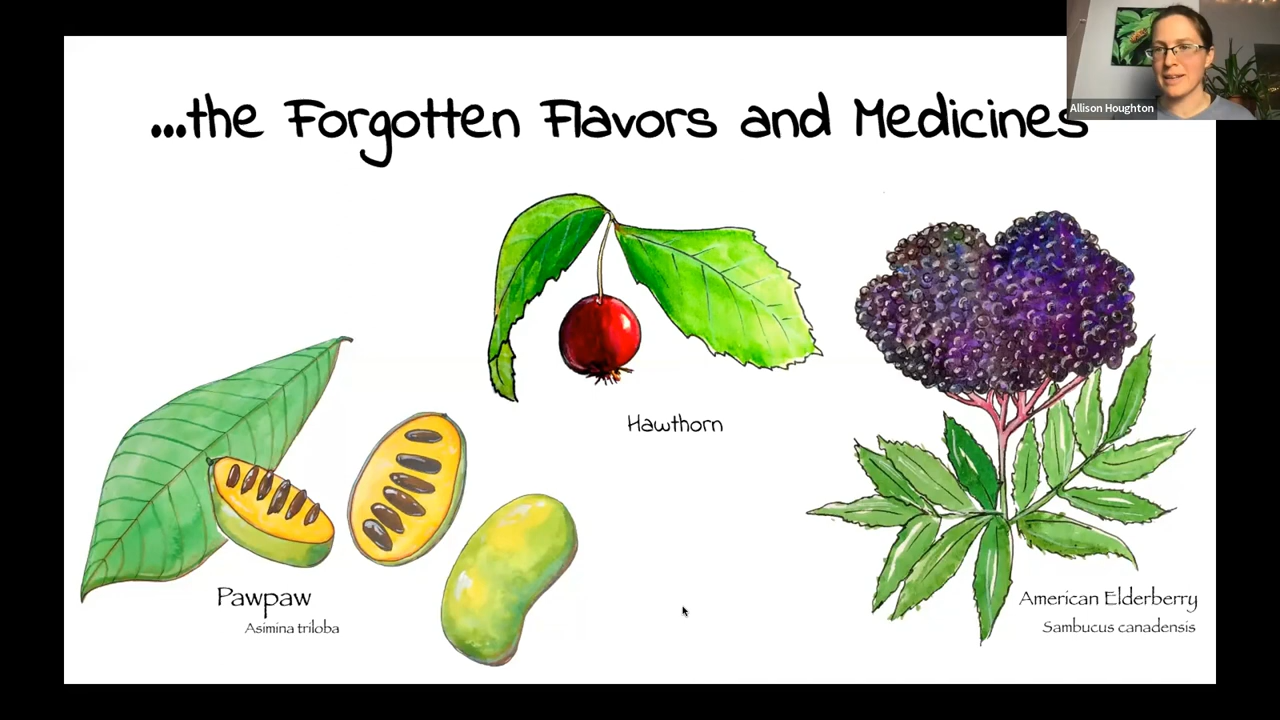 Allison Houghton
...the Forgotten Flavors and Medicines
Hawthorn
Pawpaw
Asimina triloba
American Elderberry
Sambucus canadensis